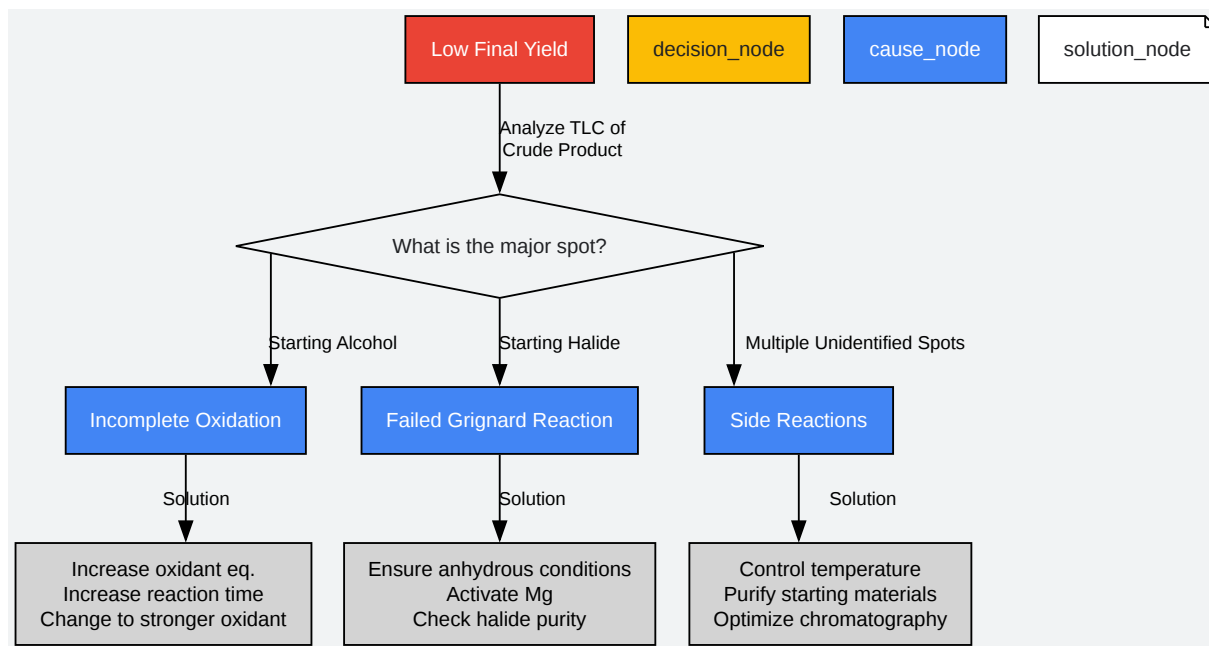 Low Final Yield
decision_node
cause_node
solution_node
Analyze TLC of
Crude Product
What is the major spot?
Starting Alcohol
Starting Halide
Multiple Unidentified Spots
Incomplete Oxidation
Failed Grignard Reaction
Side Reactions
Solution
Solution
Solution
Increase oxidant eq.
Increase reaction time
Change to stronger oxidant
Ensure anhydrous conditions
Activate Mg
Check halide purity
Control temperature
Purify starting materials
Optimize chromatography